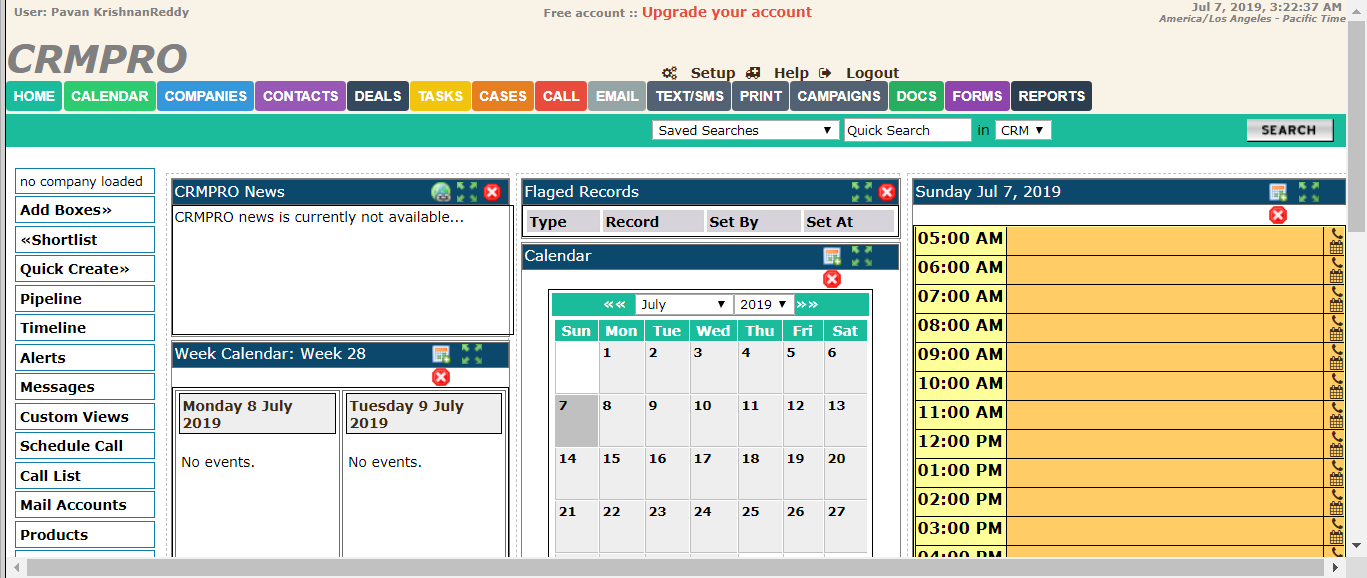 User: Pavan KrishnanReddy
Free account :: Upgrade your account
Jul 7, 2019, 3:22:37 AM
America/Los Angeles - Pacific Time
CRMPRO
Setup Help Logout
HOME CALENDAR COMPANIES CONTACTS DEALS TASKS CASES CALL EMAIL TEXT/SMS PRINT CAMPAIGNS DOCS FORMS REPORTS
Saved Searches Quick Search in CRM SEARCH
no company loaded
Add Boxes»
«Shortlist
Quick Create»
Pipeline
Timeline
Alerts
Messages
Custom Views
Schedule Call
Call List
Mail Accounts
Products
CRMPRO News
CRMPRO news is currently not available...
Week Calendar: Week 28
Monday 8 July
2019
No events.
Tuesday 9 July
2019
No events.
Flaged Records
Type Record Set By Set At
Calendar
«« July 2019 »»
Sun Mon Tue Wed Thu Fri Sat
1 2 3 4 5 6
7 8 9 10 11 12 13
14 15 16 17 18 19 20
21 22 23 24 25 26 27
Sunday Jul 7, 2019
05:00 AM
06:00 AM
07:00 AM
08:00 AM
09:00 AM
10:00 AM
11:00 AM
12:00 PM
01:00 PM
02:00 PM
03:00 PM
04:00 PM